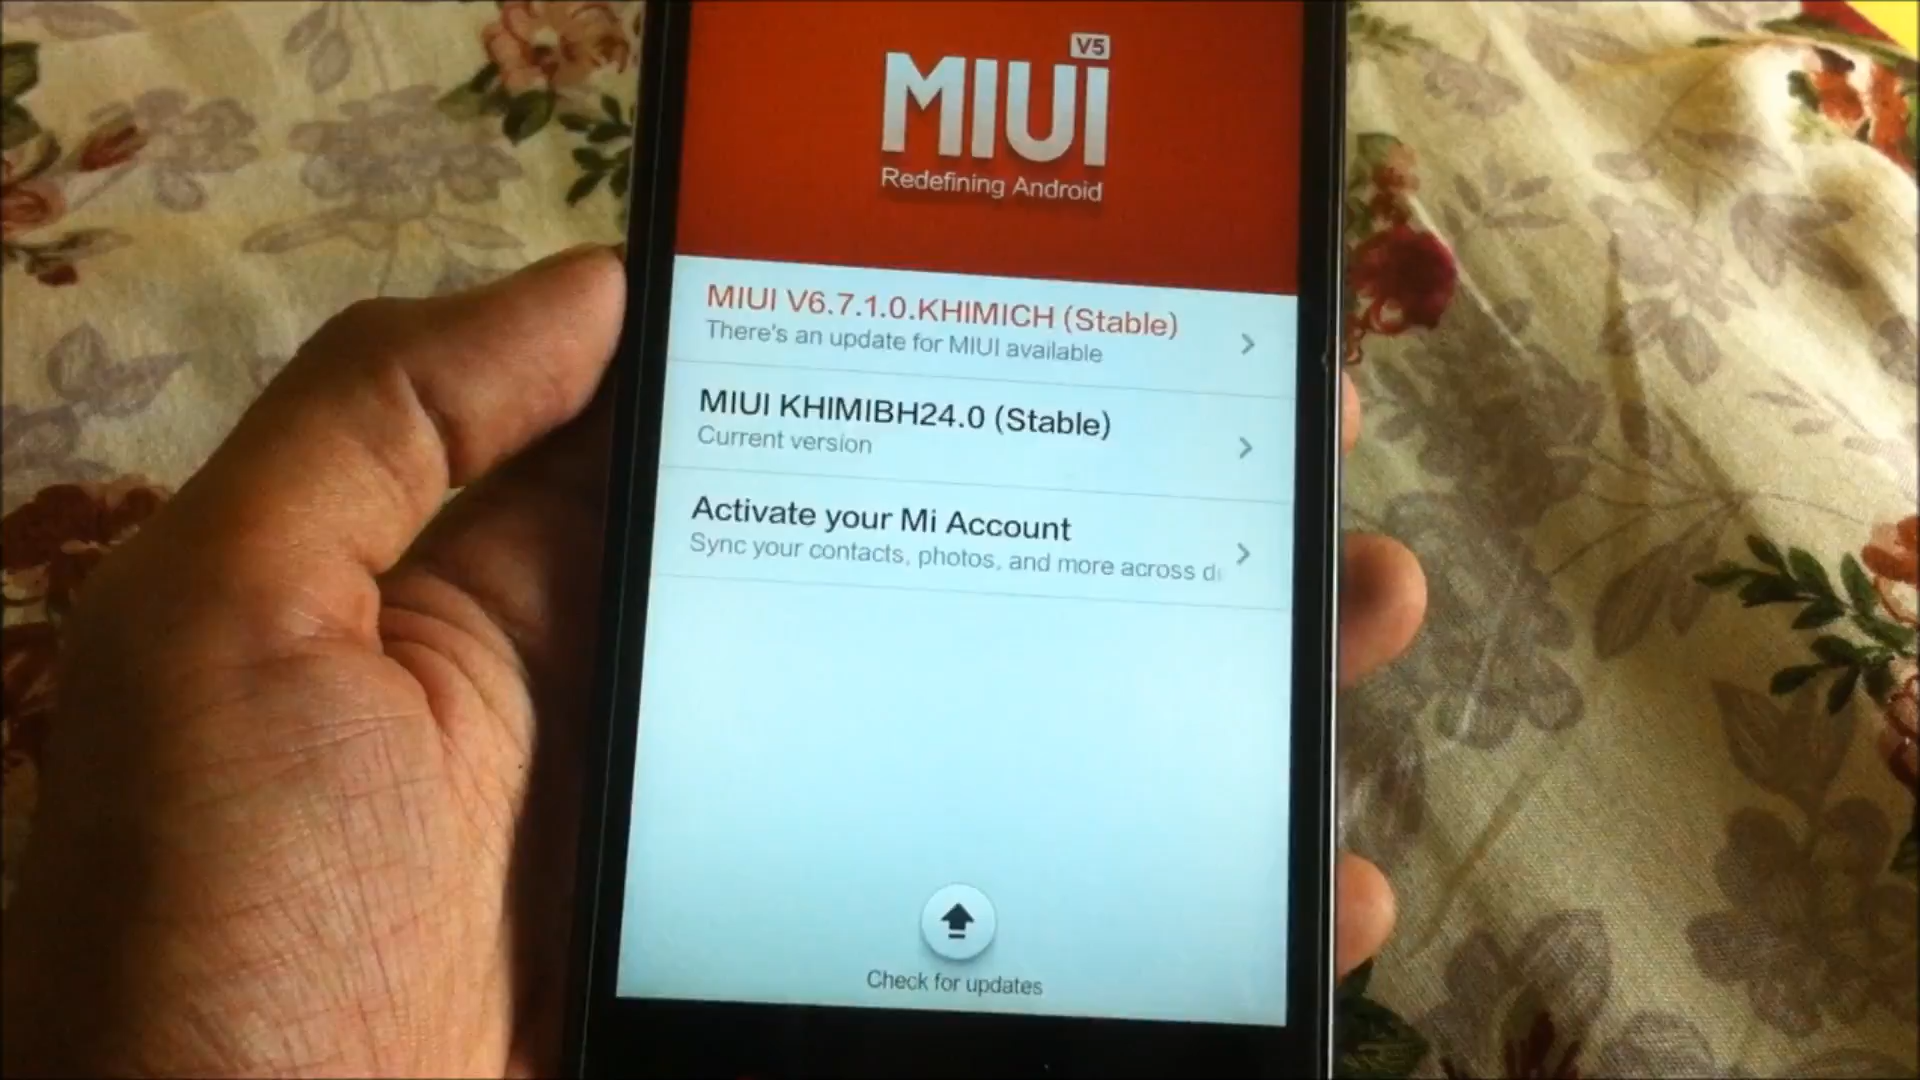 V5
MIUI
Redefining Android
MIUI V6.7.1.0.KHIMICH (Stable)
There's an update for MIUI available
MIUI KHIMIBH24.0 (Stable)
Current version
Activate your Mi Account
Sync your contacts, photos, and more across di
Check for updates